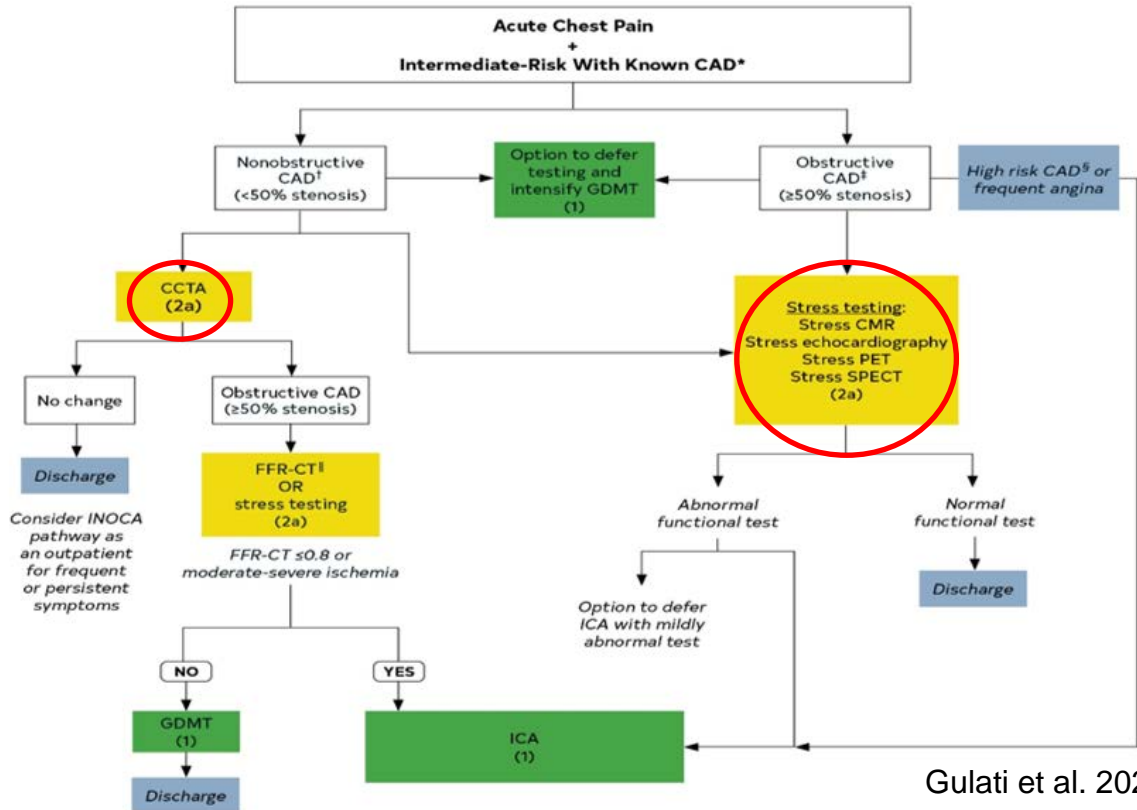 Acute Chest Pain
+
Intermediate-Risk With Known CAD*
Nonobstructive
CAD†
(<50% stenosis)
Option to defer
testing and
intensify GDMT
(1)
Obstructive
CAD‡
(≥50% stenosis)
High risk CAD§ or
frequent angina
CCTA
(2a)
Stress testing:
Stress CMR
Stress echocardiography
Stress PET
Stress SPECT
(2a)
No change
Obstructive CAD
(≥50% stenosis)
Discharge
Consider INOCA
pathway as
an outpatient
for frequent
or persistent
symptoms
FFR-CT‖
OR
stress testing
(2a)
FFR-CT ≤0.8 or
moderate-severe ischemia
Abnormal
functional test
Normal
functional test
Option to defer
ICA with mildly
abnormal test
Discharge
NO
YES
GDMT
(1)
ICA
(1)
Discharge
Gulati et al. 202